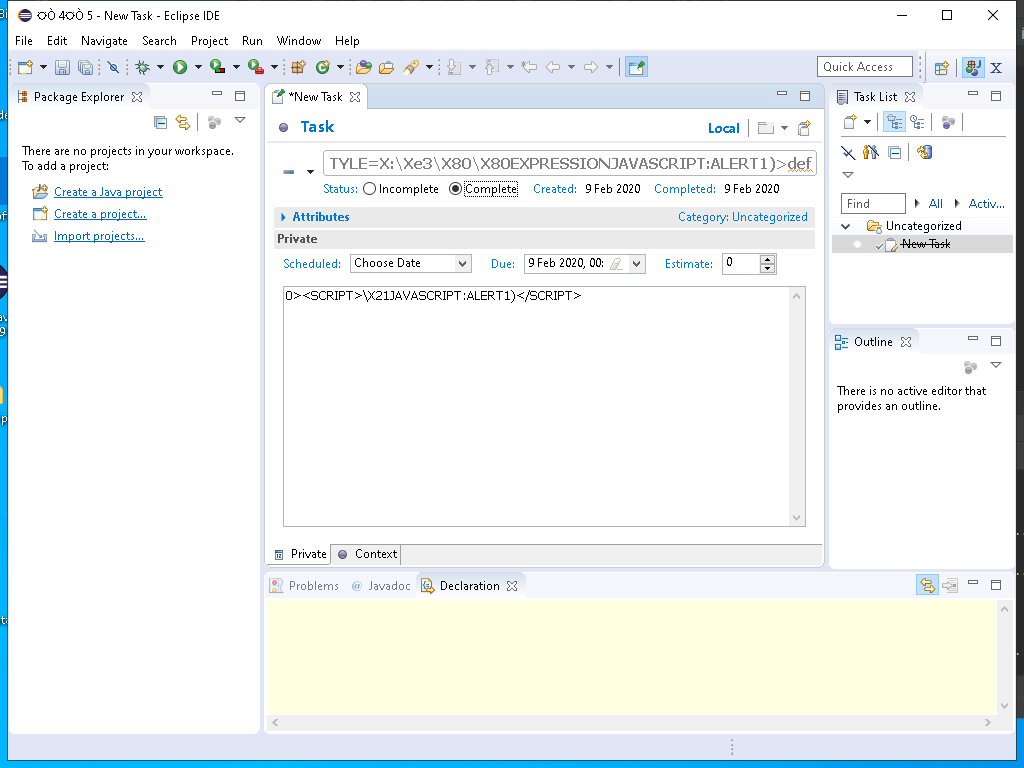 - New Task - Eclipse IDE
File Edit Navigate Search Project Run Window Help
Quick Access
Package Explorer
There are no projects in your workspace.
To add a project:
Create a Java project
Create a project...
Import projects...
*New Task
Task
Local
TYLE=X:\Xe3\X80\X80EXPRESSIONJAVASCRIPT:ALERT1)>def
Status: Incomplete Complete Created: 9 Feb 2020 Completed: 9 Feb 2020
Attributes Category: Uncategorized
Private
Scheduled: Choose Date Due: 9 Feb 2020, 00: Estimate: 0
0><SCRIPT>\X21JAVASCRIPT:ALERT1)</SCRIPT>
Private Context
Task List
Find All Activ...
Uncategorized
New Task
Outline
There is no active editor that
provides an outline.
Problems @ Javadoc Declaration